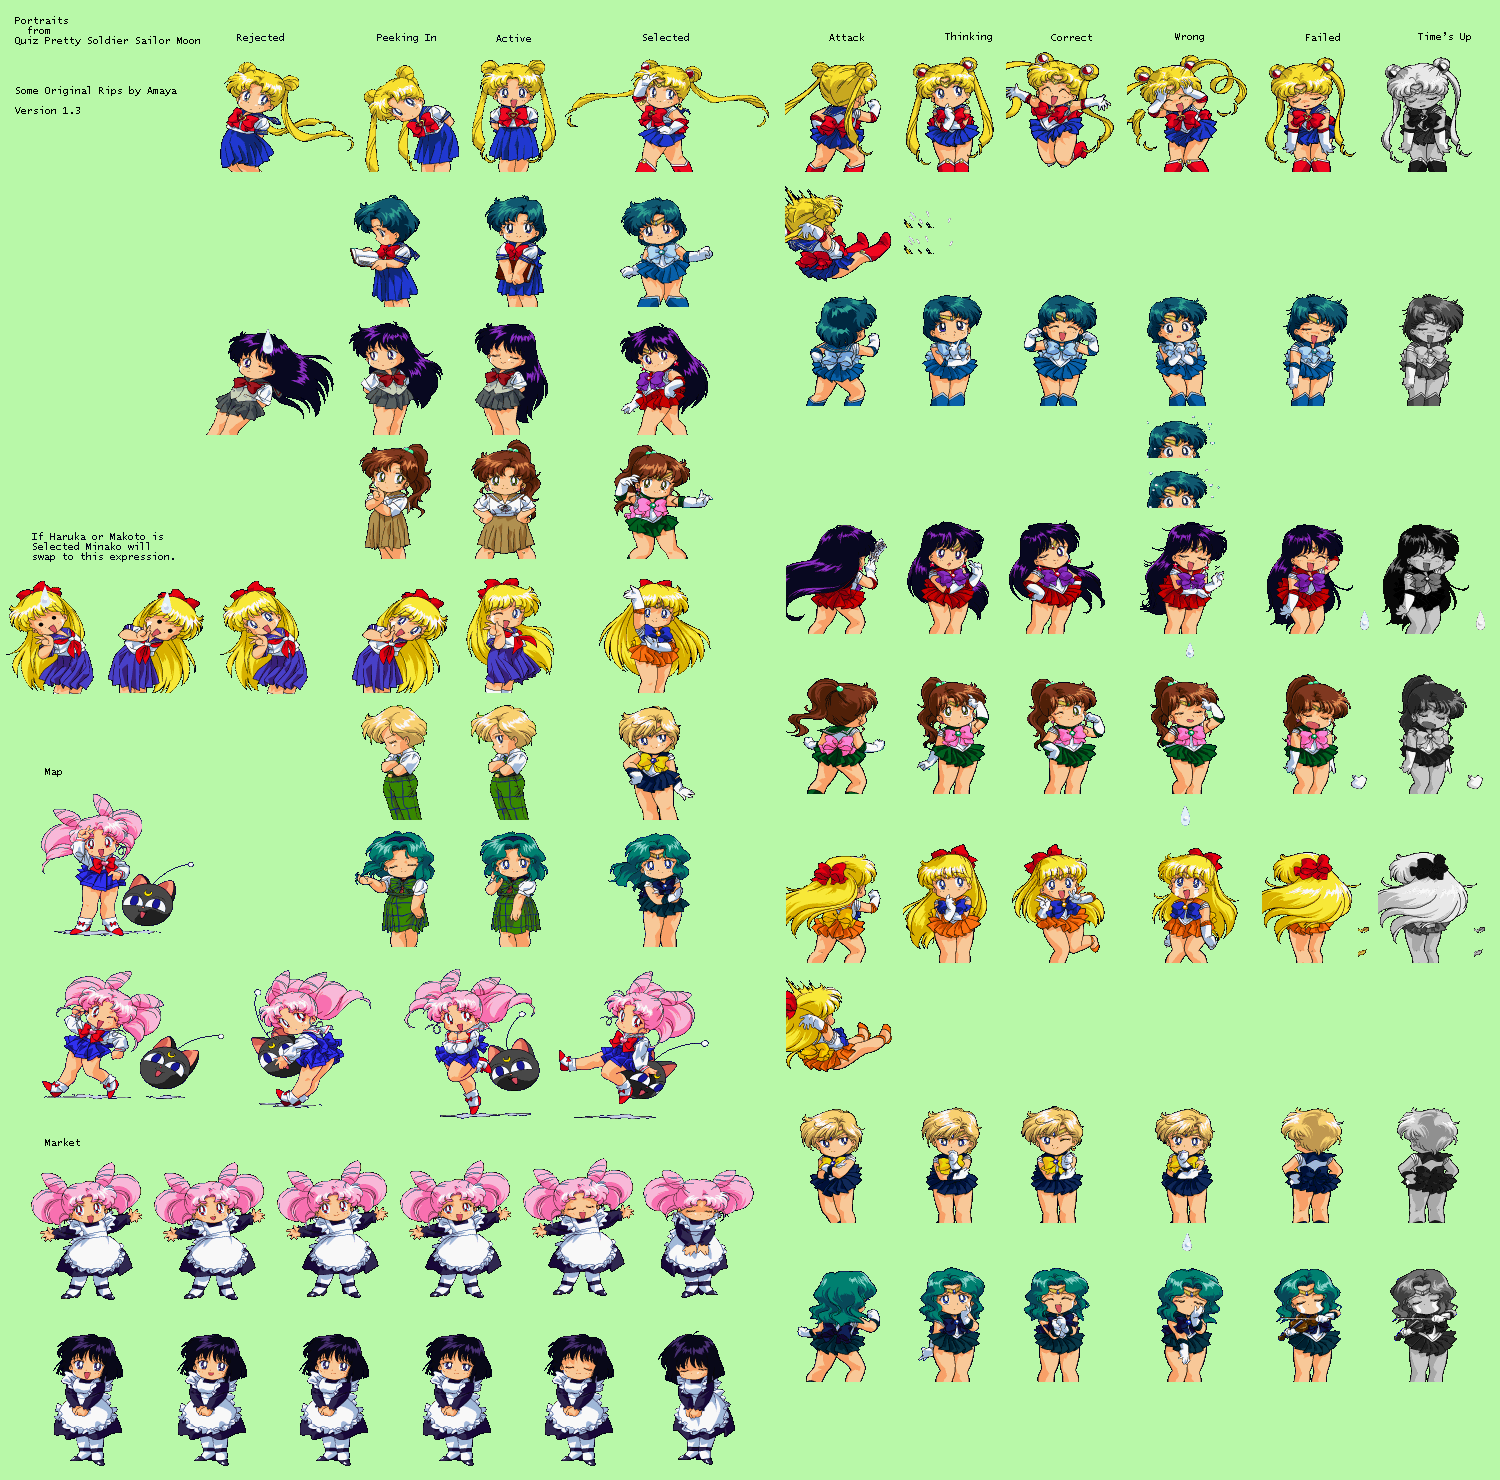 Portraits
from
Quiz Pretty Soldier Sailor Moon
Rejected
Peeking In
Active
Selected
Attack
Thinking
Correct
Wrong
Failed
Time's Up
Some Original Rips by Amaya
Version 1.3
If Haruka or Makoto is
Selected Minako will
swap to this expression.
Map
Market